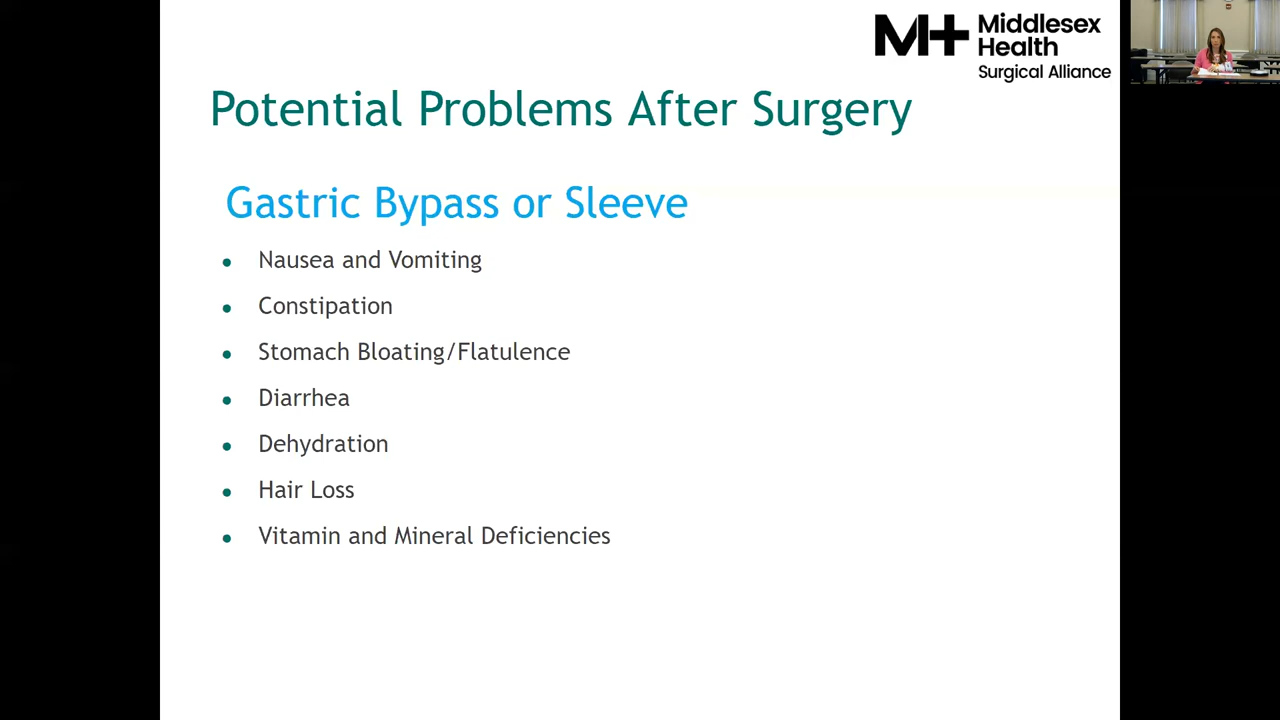 M+ Middlesex
Health
Surgical Alliance
Potential Problems After Surgery
Gastric Bypass or Sleeve
• Nausea and Vomiting
• Constipation
• Stomach Bloating/Flatulence
• Diarrhea
• Dehydration
• Hair Loss
• Vitamin and Mineral Deficiencies